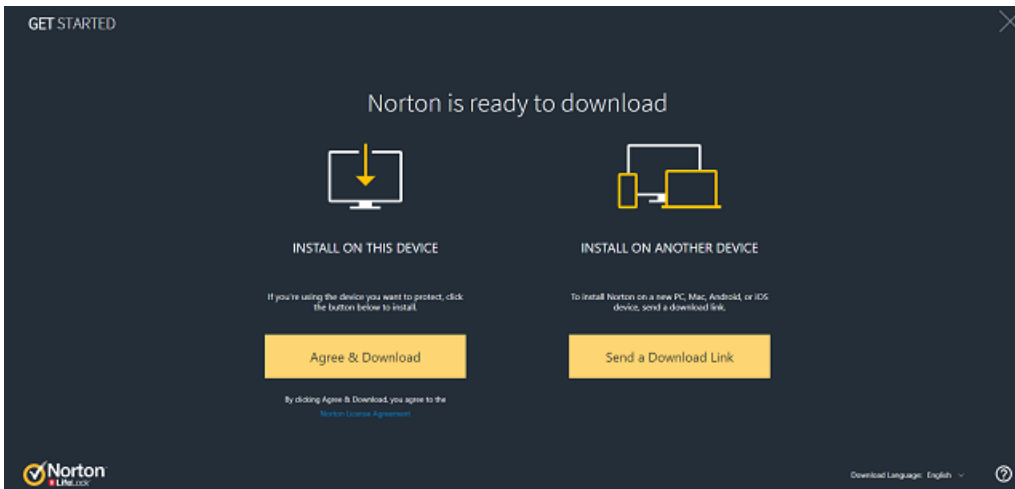 GET STARTED
Norton is ready to download
INSTALL ON THIS DEVICE
If you're using the device you want to protect, click
the button below to install.
Agree & Download
By clicking Agree & Download, you agree to the
Norton License Agreement
INSTALL ON ANOTHER DEVICE
To install Norton on a new PC, Mac, Android, or iOS
device, send a download link.
Send a Download Link
Norton
LifeLock
Download Language: English
?